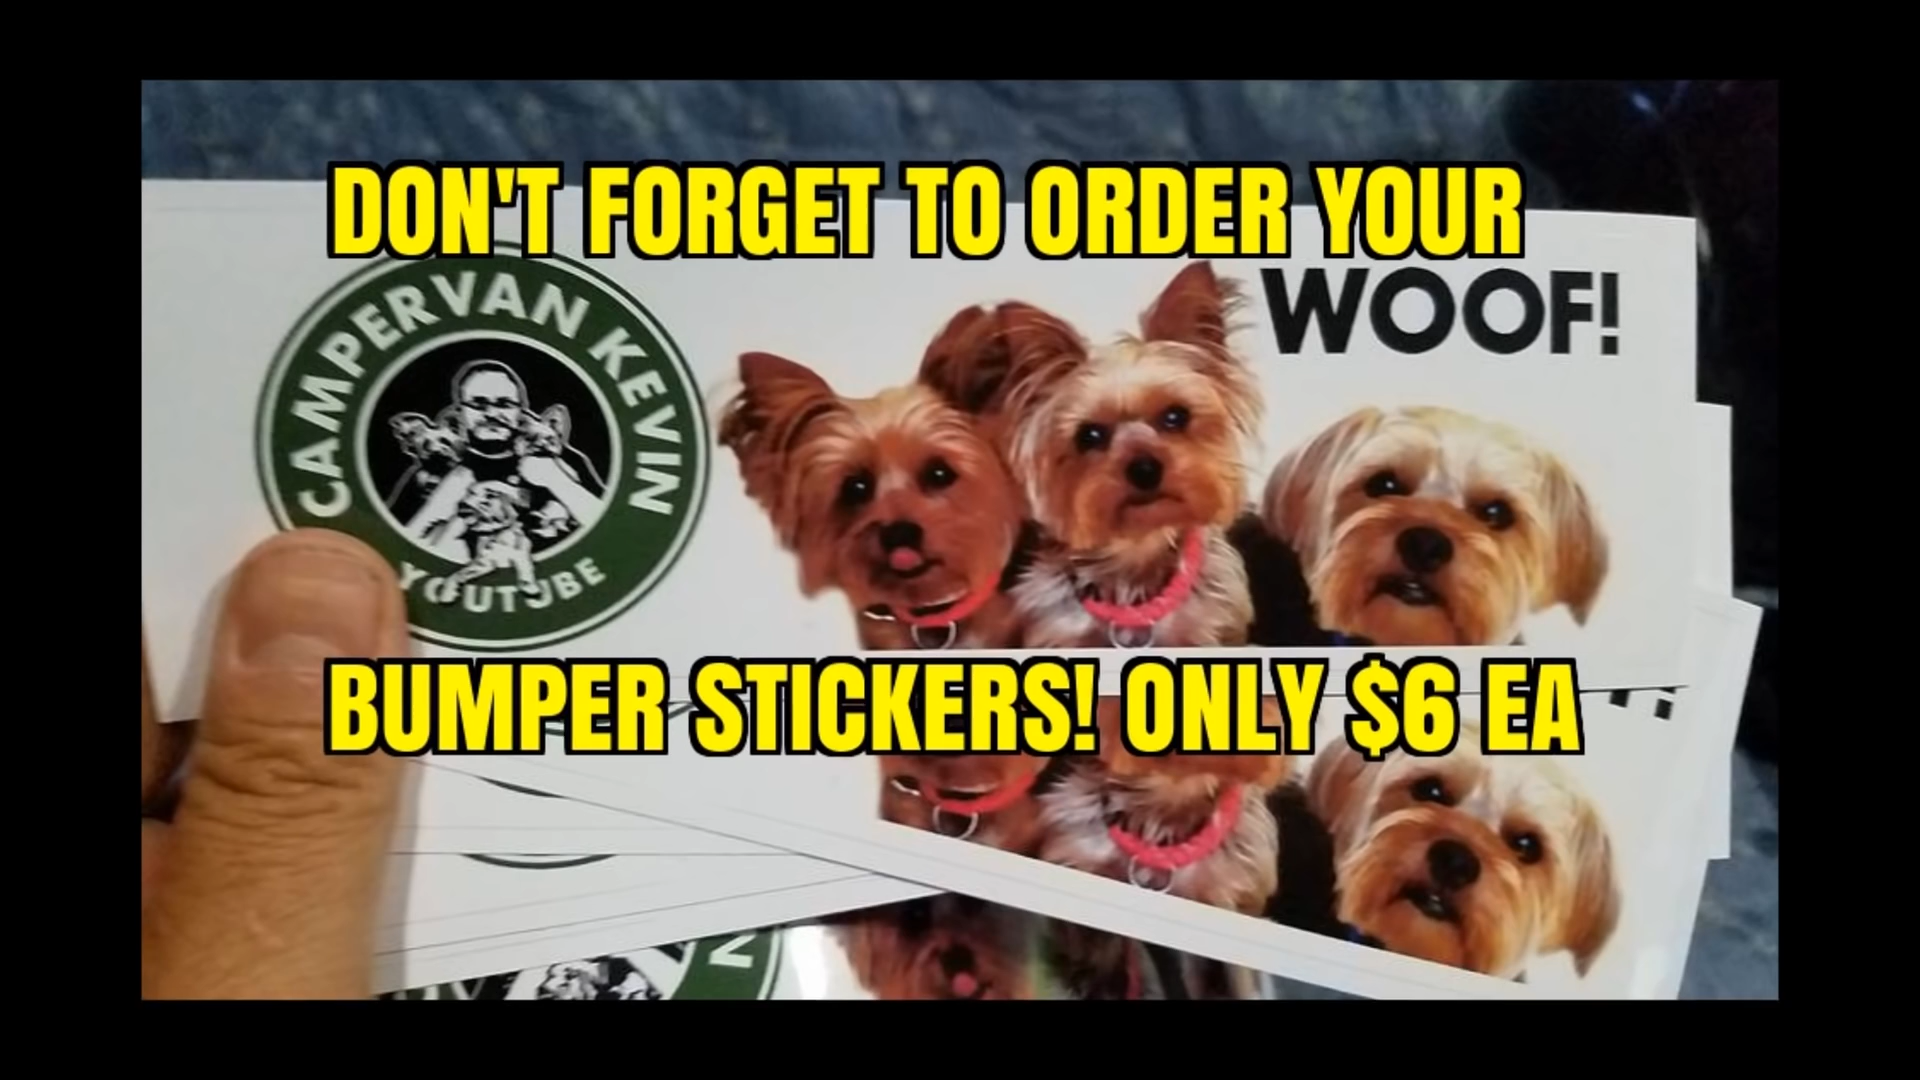 DON'T FORGET TO ORDER YOUR
WOOF!
CAMPERVAN KEVIN
YOUTUBE
BUMPER STICKERS! ONLY $6 EA
N